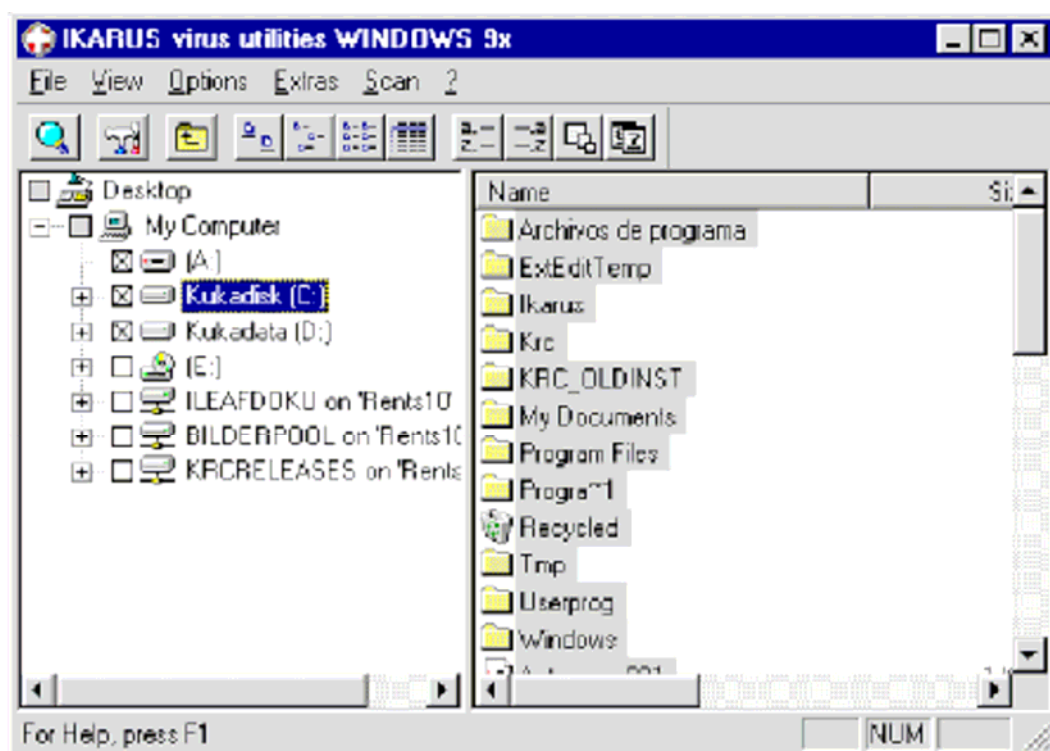 IKARUS virus utilities WINDOWS 9x
File View Options Extras Scan ?
Desktop
My Computer
(A:)
Kukadisk (C:)
Kukadata (D:)
(E:)
ILEAFDOKU on 'Rents10'
BILDERPOOL on 'Rents10
KRCRELEASES on 'Rents
Name
Archivos de programa
ExtEditTemp
Ikarus
Krc
KRC_OLDINST
My Documents
Program Files
Progra~1
Recycled
Tmp
Userprog
Windows
For Help, press F1
NUM